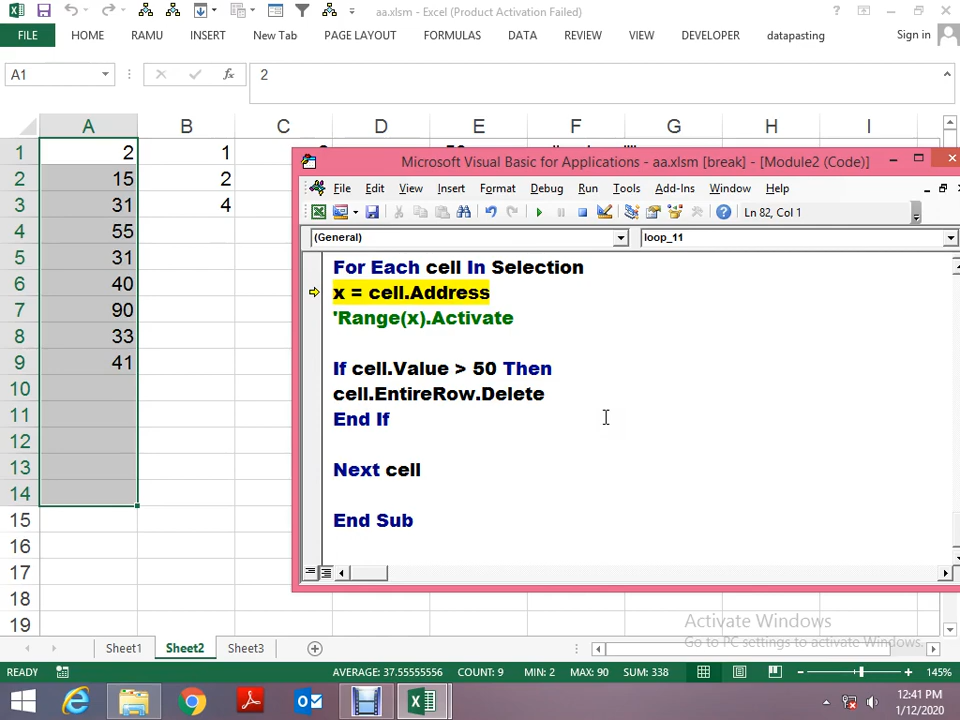 aa.xlsm - Excel (Product Activation Failed)
FILE HOME RAMU INSERT New Tab PAGE LAYOUT FORMULAS DATA REVIEW VIEW DEVELOPER datapasting Sign in
A1 fx 2
A B C D E F G H I
1 2 1
2 15 2
3 31 4
4 55
5 31
6 40
7 90
8 33
9 41
10
11
12
13
14
15
16
17
18
19
Microsoft Visual Basic for Applications - aa.xlsm [break] - [Module2 (Code)]
File Edit View Insert Format Debug Run Tools Add-Ins Window Help
Ln 82, Col 1
(General) loop_11
For Each cell In Selection
x = cell.Address
'Range(x).Activate
If cell.Value > 50 Then
cell.EntireRow.Delete
End If
Next cell
End Sub
Activate Windows
Go to PC settings to activate Windows.
Sheet1 Sheet2 Sheet3
READY AVERAGE: 37.55555556 COUNT: 9 MIN: 2 MAX: 90 SUM: 338 145%
12:41 PM
1/12/2020